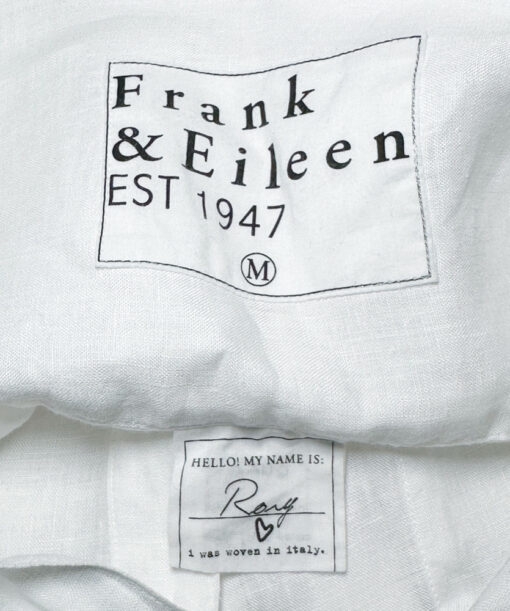 Frank
& Eileen
EST 1947
M
HELLO! MY NAME IS:
Rory
i was woven in italy.